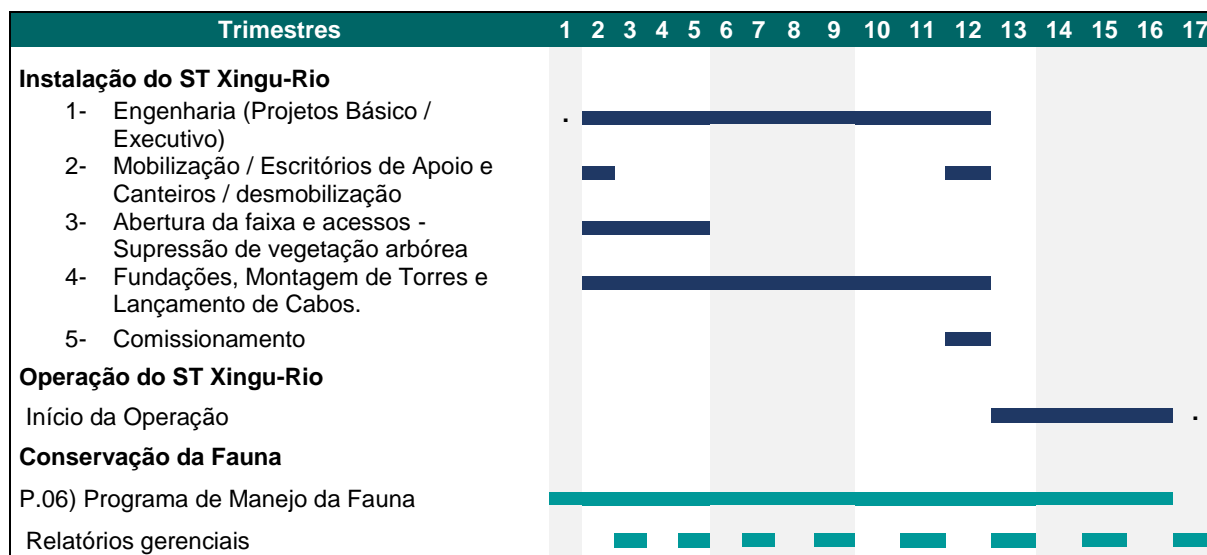 Trimestres 1 2 3 4 5 6 7 8 9 10 11 12 13 14 15 16 17
Instalação do ST Xingu-Rio
1- Engenharia (Projetos Básico /
Executivo)
2- Mobilização / Escritórios de Apoio e
Canteiros / desmobilização
3- Abertura da faixa e acessos -
Supressão de vegetação arbórea
4- Fundações, Montagem de Torres e
Lançamento de Cabos.
5- Comissionamento
Operação do ST Xingu-Rio
Início da Operação
Conservação da Fauna
P.06) Programa de Manejo da Fauna
Relatórios gerenciais